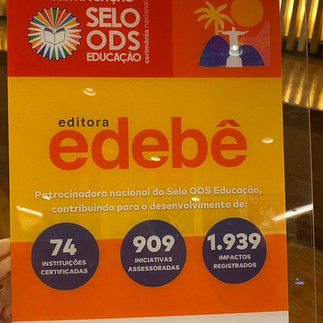 SELO
ODS
EDUCAÇÃO
cerimônia nacional
editora
edebê
Patrocinadora nacional do Selo ODS Educação,
contribuindo para o desenvolvimento de:
74
INSTITUIÇÕES
CERTIFICADAS
909
INICIATIVAS
ASSESSORADAS
1.939
IMPACTOS
REGISTRADOS